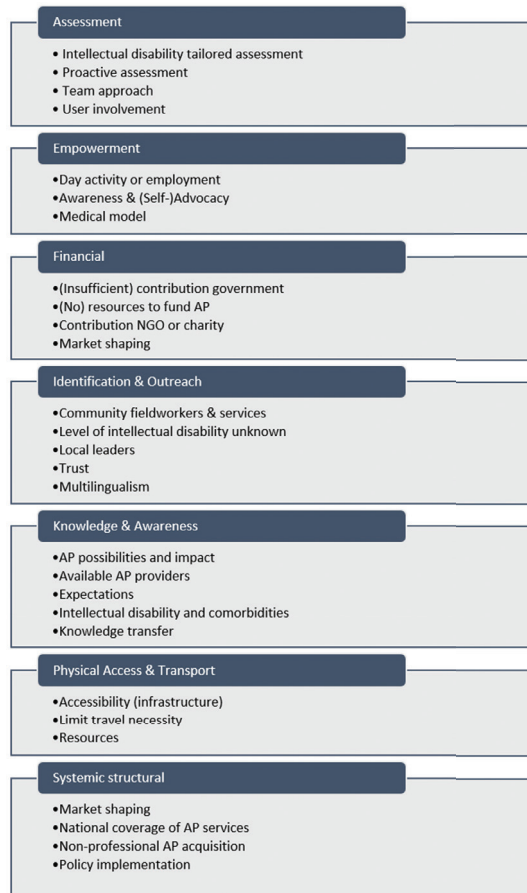 Assessment
• Intellectual disability tailored assessment
• Proactive assessment
• Team approach
• User involvement
Empowerment
•Day activity or employment
•Awareness & (Self-)Advocacy
•Medical model
Financial
•(Insufficient) contribution government
•(No) resources to fund AP
•Contribution NGO or charity
•Market shaping
Identification & Outreach
•Community fieldworkers & services
•Level of intellectual disability unknown
•Local leaders
•Trust
•Multilingualism
Knowledge & Awareness
•AP possibilities and impact
•Available AP providers
•Expectations
•Intellectual disability and comorbidities
•Knowledge transfer
Physical Access & Transport
•Accessibility (infrastructure)
•Limit travel necessity
•Resources
Systemic structural
•Market shaping
•National coverage of AP services
•Non-professional AP acquisition
•Policy implementation